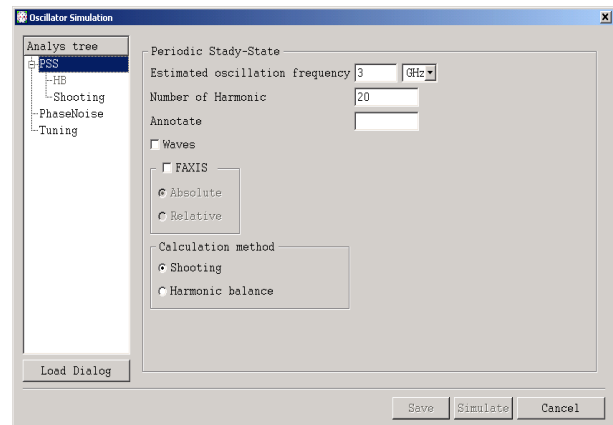 Oscillator Simulation
Analys tree
PSS
HB
Shooting
PhaseNoise
Tuning
Load Dialog
Periodic Stady-State
Estimated oscillation frequency 3 GHz
Number of Harmonic 20
Annotate
Waves
FAXIS
Absolute
Relative
Calculation method
Shooting
Harmonic balance
Save Simulate Cancel